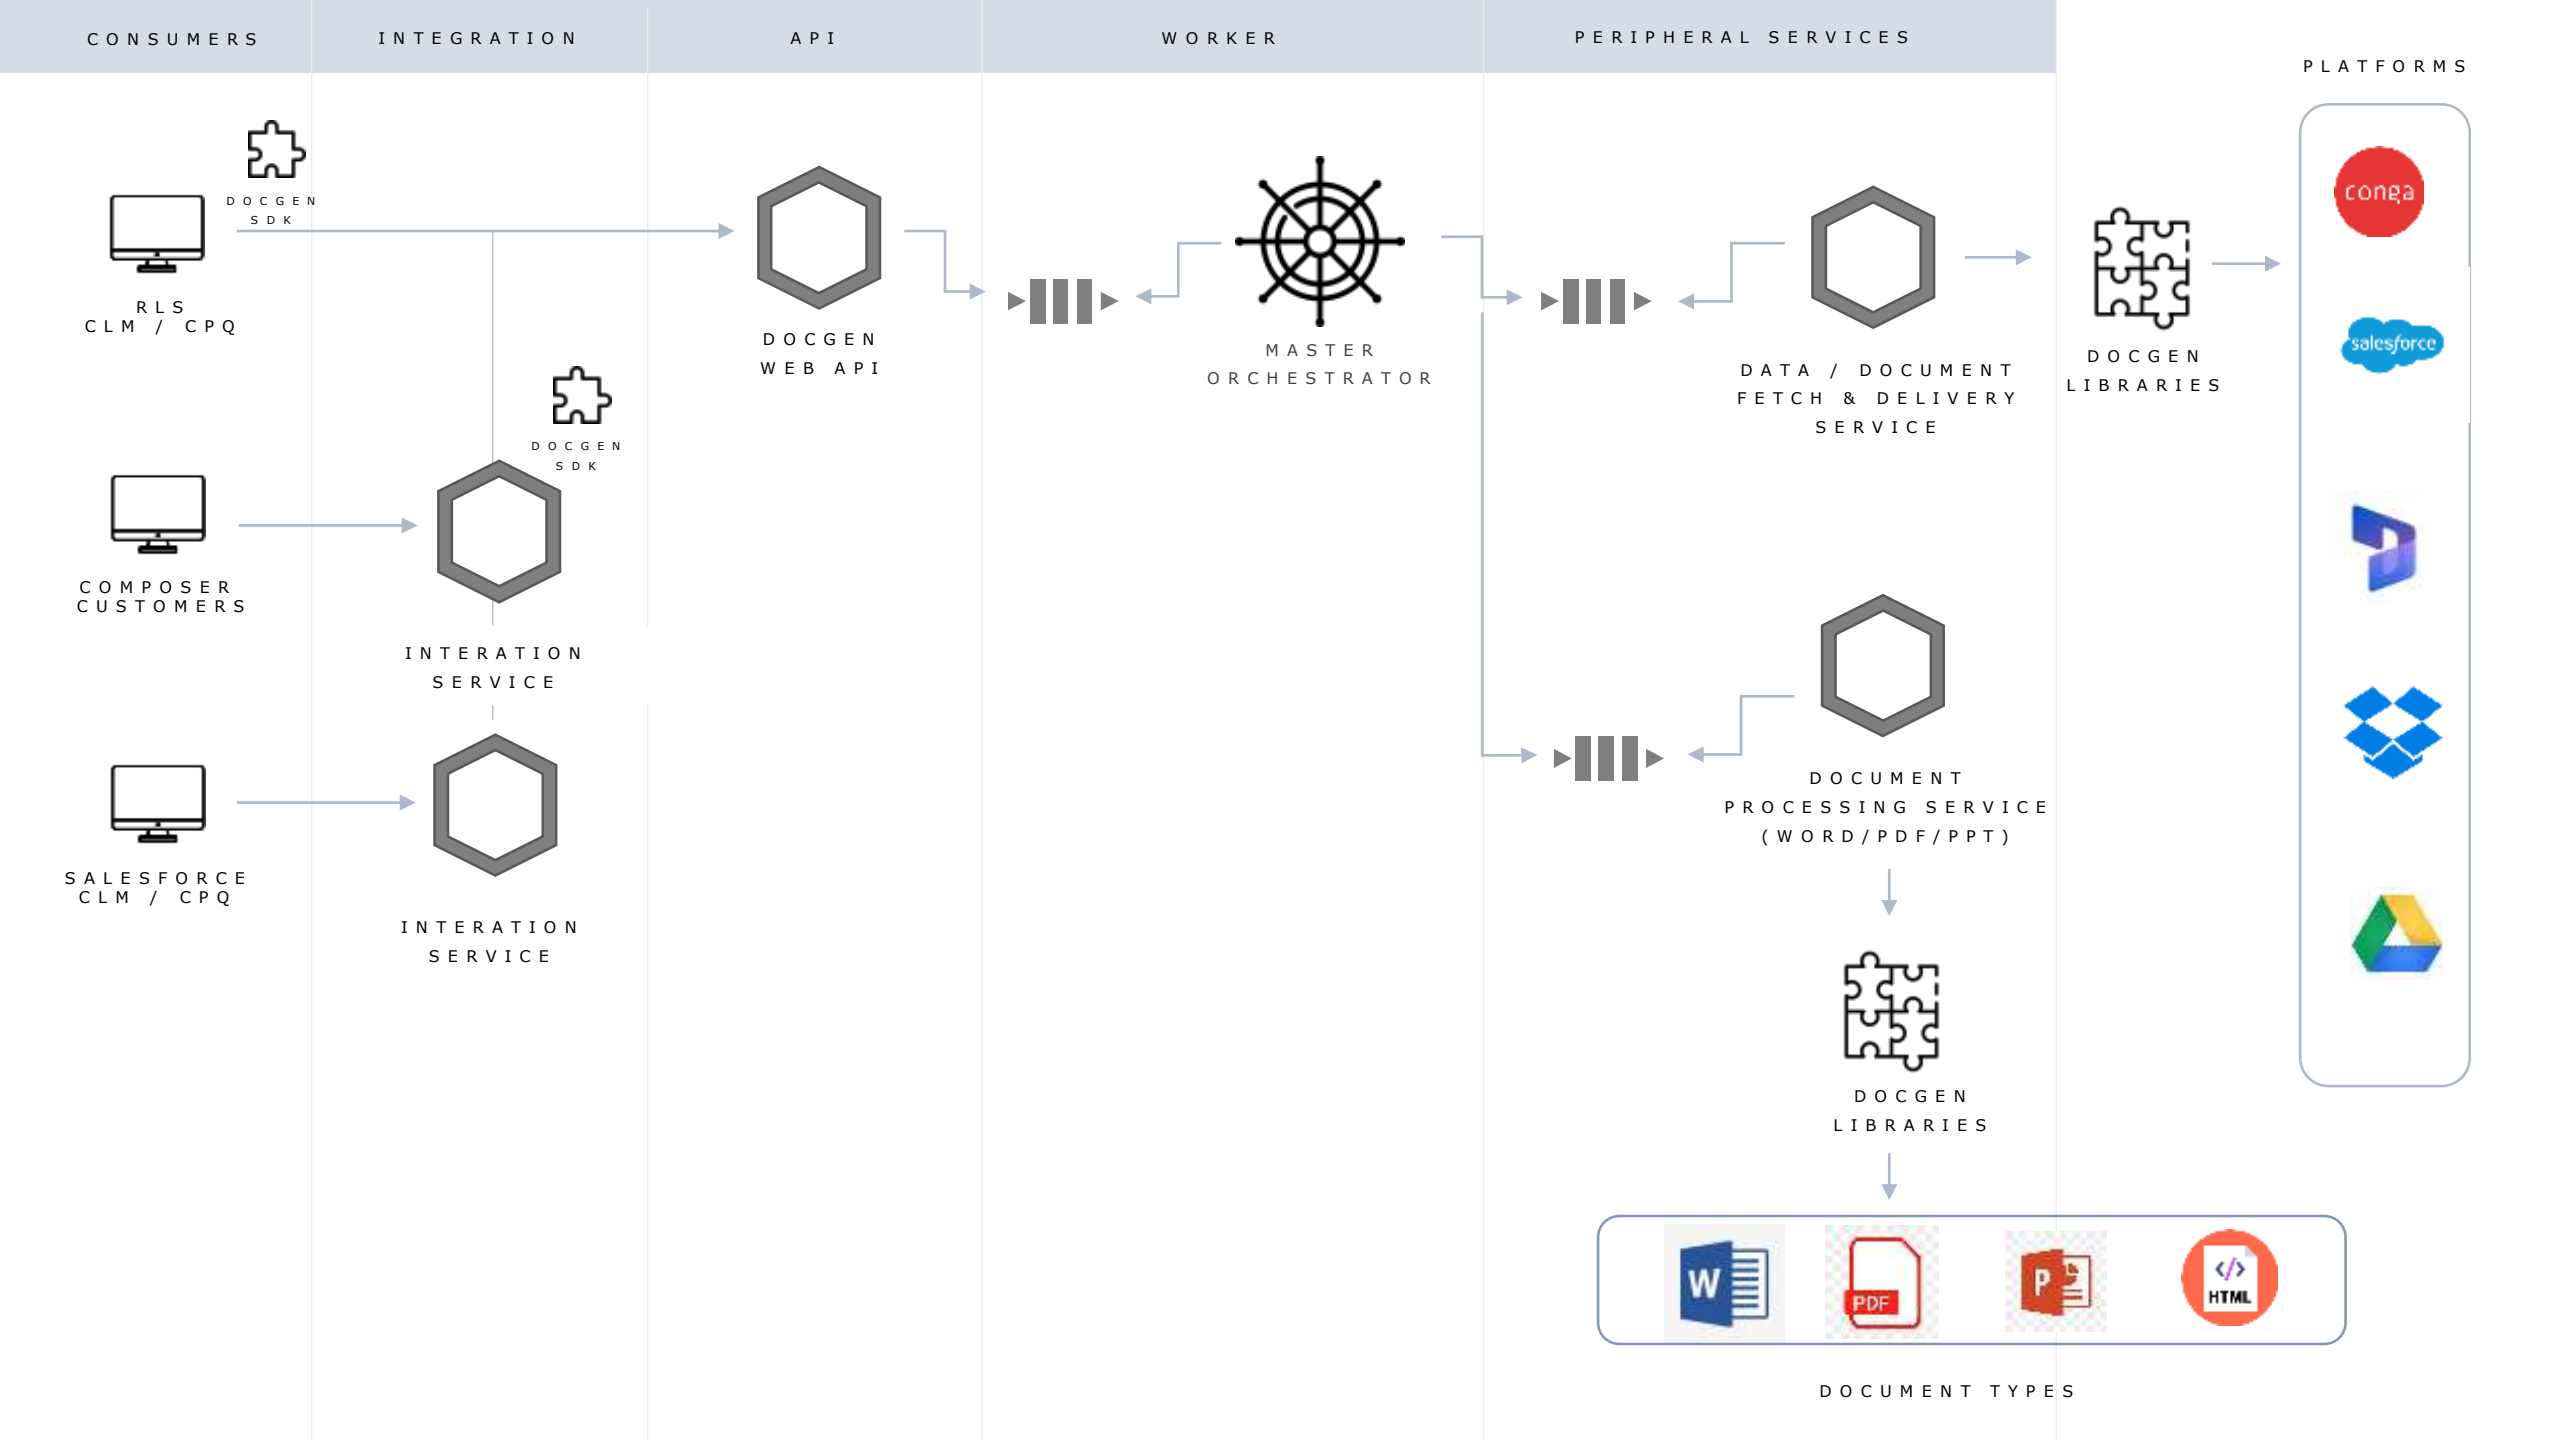 CONSUMERS
INTEGRATION
API
WORKER
PERIPHERAL SERVICES
PLATFORMS
DOCGEN
SDK
RLS
CLM / CPQ
DOCGEN
WEB API
MASTER
ORCHESTRATOR
DATA / DOCUMENT
FETCH & DELIVERY
SERVICE
DOCGEN
LIBRARIES
conga
salesforce
DOCGEN
SDK
COMPOSER
CUSTOMERS
INTERATION
SERVICE
SALESFORCE
CLM / CPQ
INTERATION
SERVICE
DOCUMENT
PROCESSING SERVICE
(WORD/PDF/PPT)
DOCGEN
LIBRARIES
W
PDF
P
</>
HTML
DOCUMENT TYPES